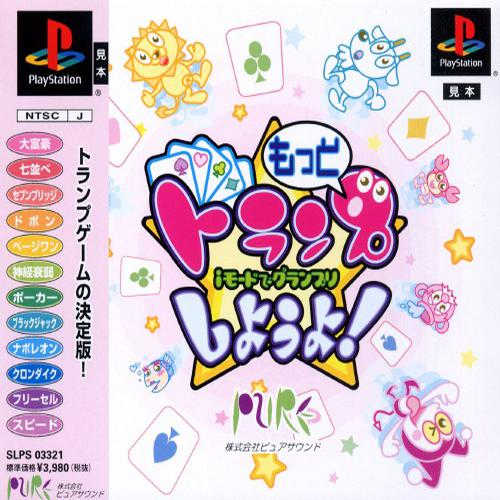 PlayStation
見本
NTSC J
大富豪
七並べ
セブンブリッジ
ドボン
ページワン
神経衰弱
ポーカー
ブラックジャック
ナポレオン
クロンダイク
フリーセル
スピード
トランプゲームの決定版！
SLPS 03321
標準価格¥3,980(税抜)
PURE
株式会社ピュアサウンド
PlayStation
見本
もっと
トランプ
iモードでグランプリ
しようよ！
PURE
株式会社ピュアサウンド